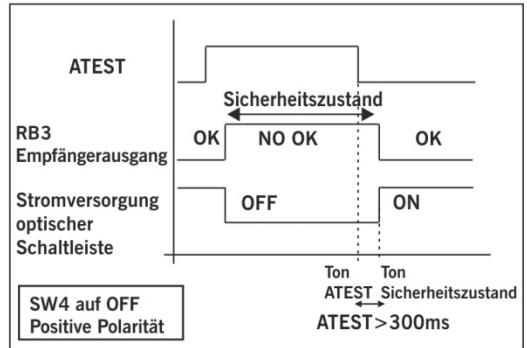 ATEST
Sicherheitszustand
RB3
Empfängerausgang
OK
NO OK
OK
Stromversorgung
optischer
Schaltleiste
OFF
ON
Ton
ATEST
Ton
Sicherheitszustand
ATEST>300ms
SW4 auf OFF
Positive Polarität